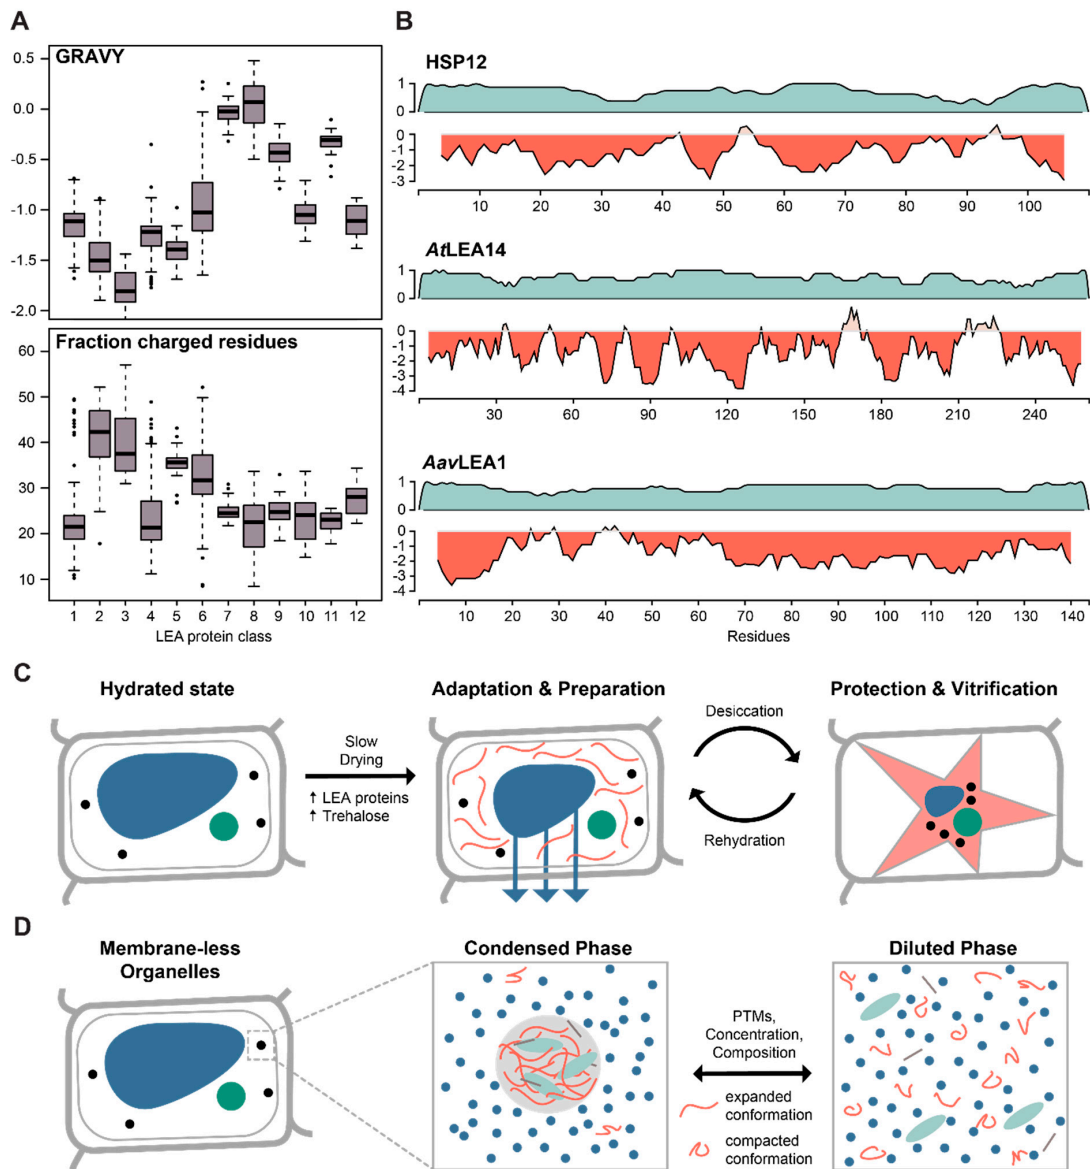 A
GRAVY
0.5
0.0
-0.5
-1.0
-1.5
-2.0
Fraction charged residues
60
50
40
30
20
10
1 2 3 4 5 6 7 8 9 10 11 12
LEA protein class
B
HSP12
1
0
0
-1
-2
-3
10 20 30 40 50 60 70 80 90 100
AtLEA14
1
0
0
-1
-2
-3
-4
30 60 90 120 150 180 210 240
AavLEA1
1
0
0
-1
-2
-3
-4
10 20 30 40 50 60 70 80 90 100 110 120 130 140
Residues
C
Hydrated state
Slow
Drying
↑ LEA proteins
↑ Trehalose
Adaptation & Preparation
Desiccation
Rehydration
Protection & Vitrification
D
Membrane-less
Organelles
Condensed Phase
PTMs,
Concentration,
Composition
expanded
conformation
compacted
conformation
Diluted Phase